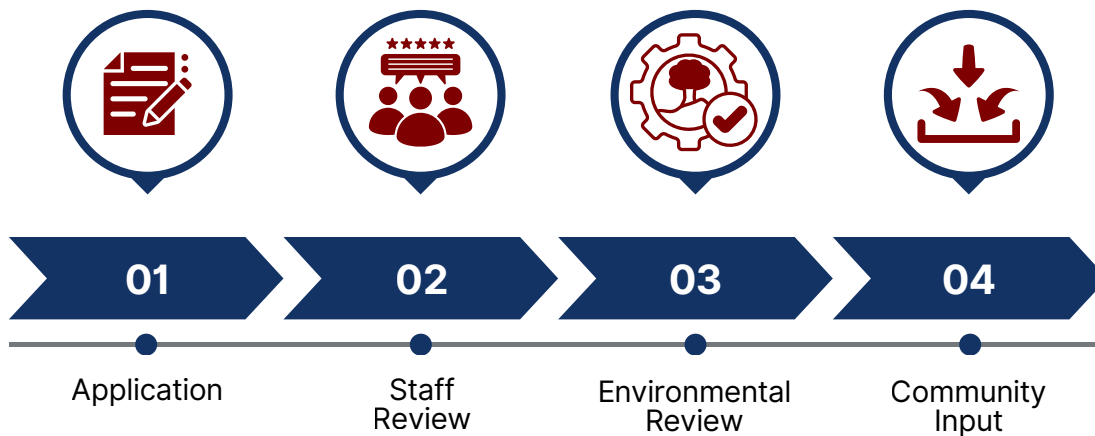 01
02
03
04
Application
Staff
Review
Environmental
Review
Community
Input